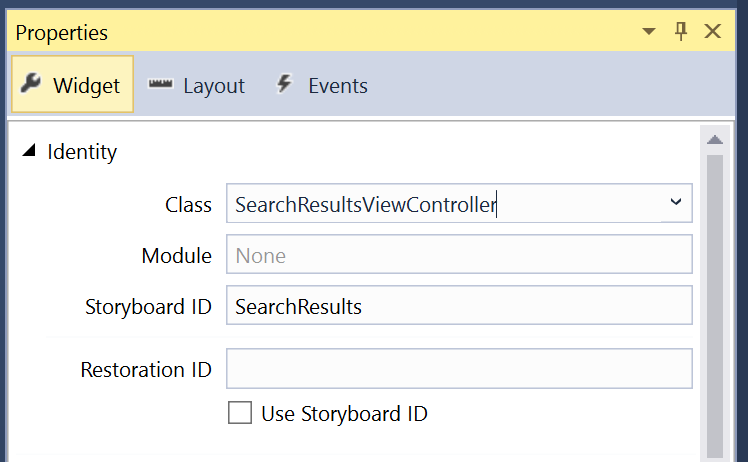 Properties
Widget Layout Events
Identity
Class SearchResultsViewController
Module None
Storyboard ID SearchResults
Restoration ID
Use Storyboard ID